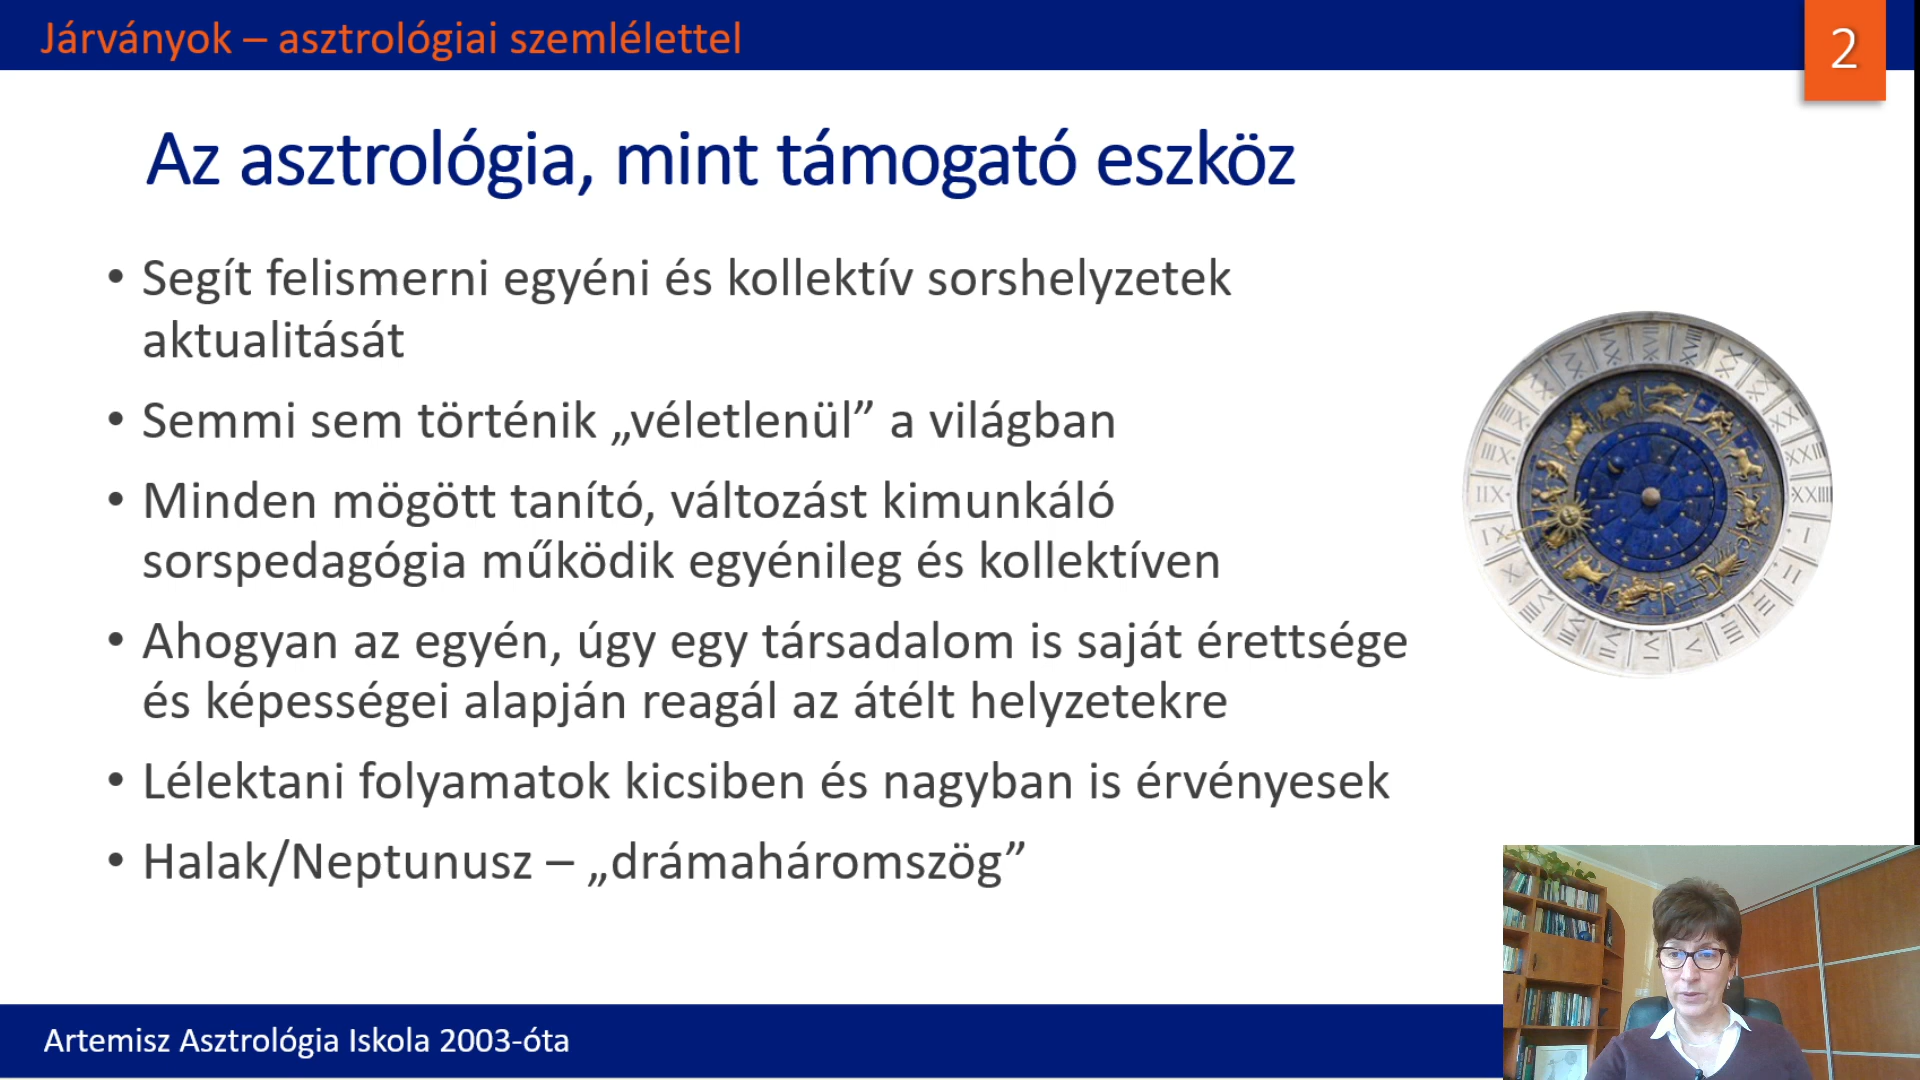 Járványok – asztrológiai szemlélettel
2
Az asztrológia, mint támogató eszköz
• Segít felismerni egyéni és kollektív sorshelyzetek
aktualitását
• Semmi sem történik „véletlenül” a világban
• Minden mögött tanító, változást kimunkáló
sorspedagógia működik egyénileg és kollektíven
• Ahogyan az egyén, úgy egy társadalom is saját érettsége
és képességei alapján reagál az átélt helyzetekre
• Lélektani folyamatok kicsiben és nagyban is érvényesek
• Halak/Neptunusz – „drámaháromszög”
Artemisz Asztrológia Iskola 2003-óta